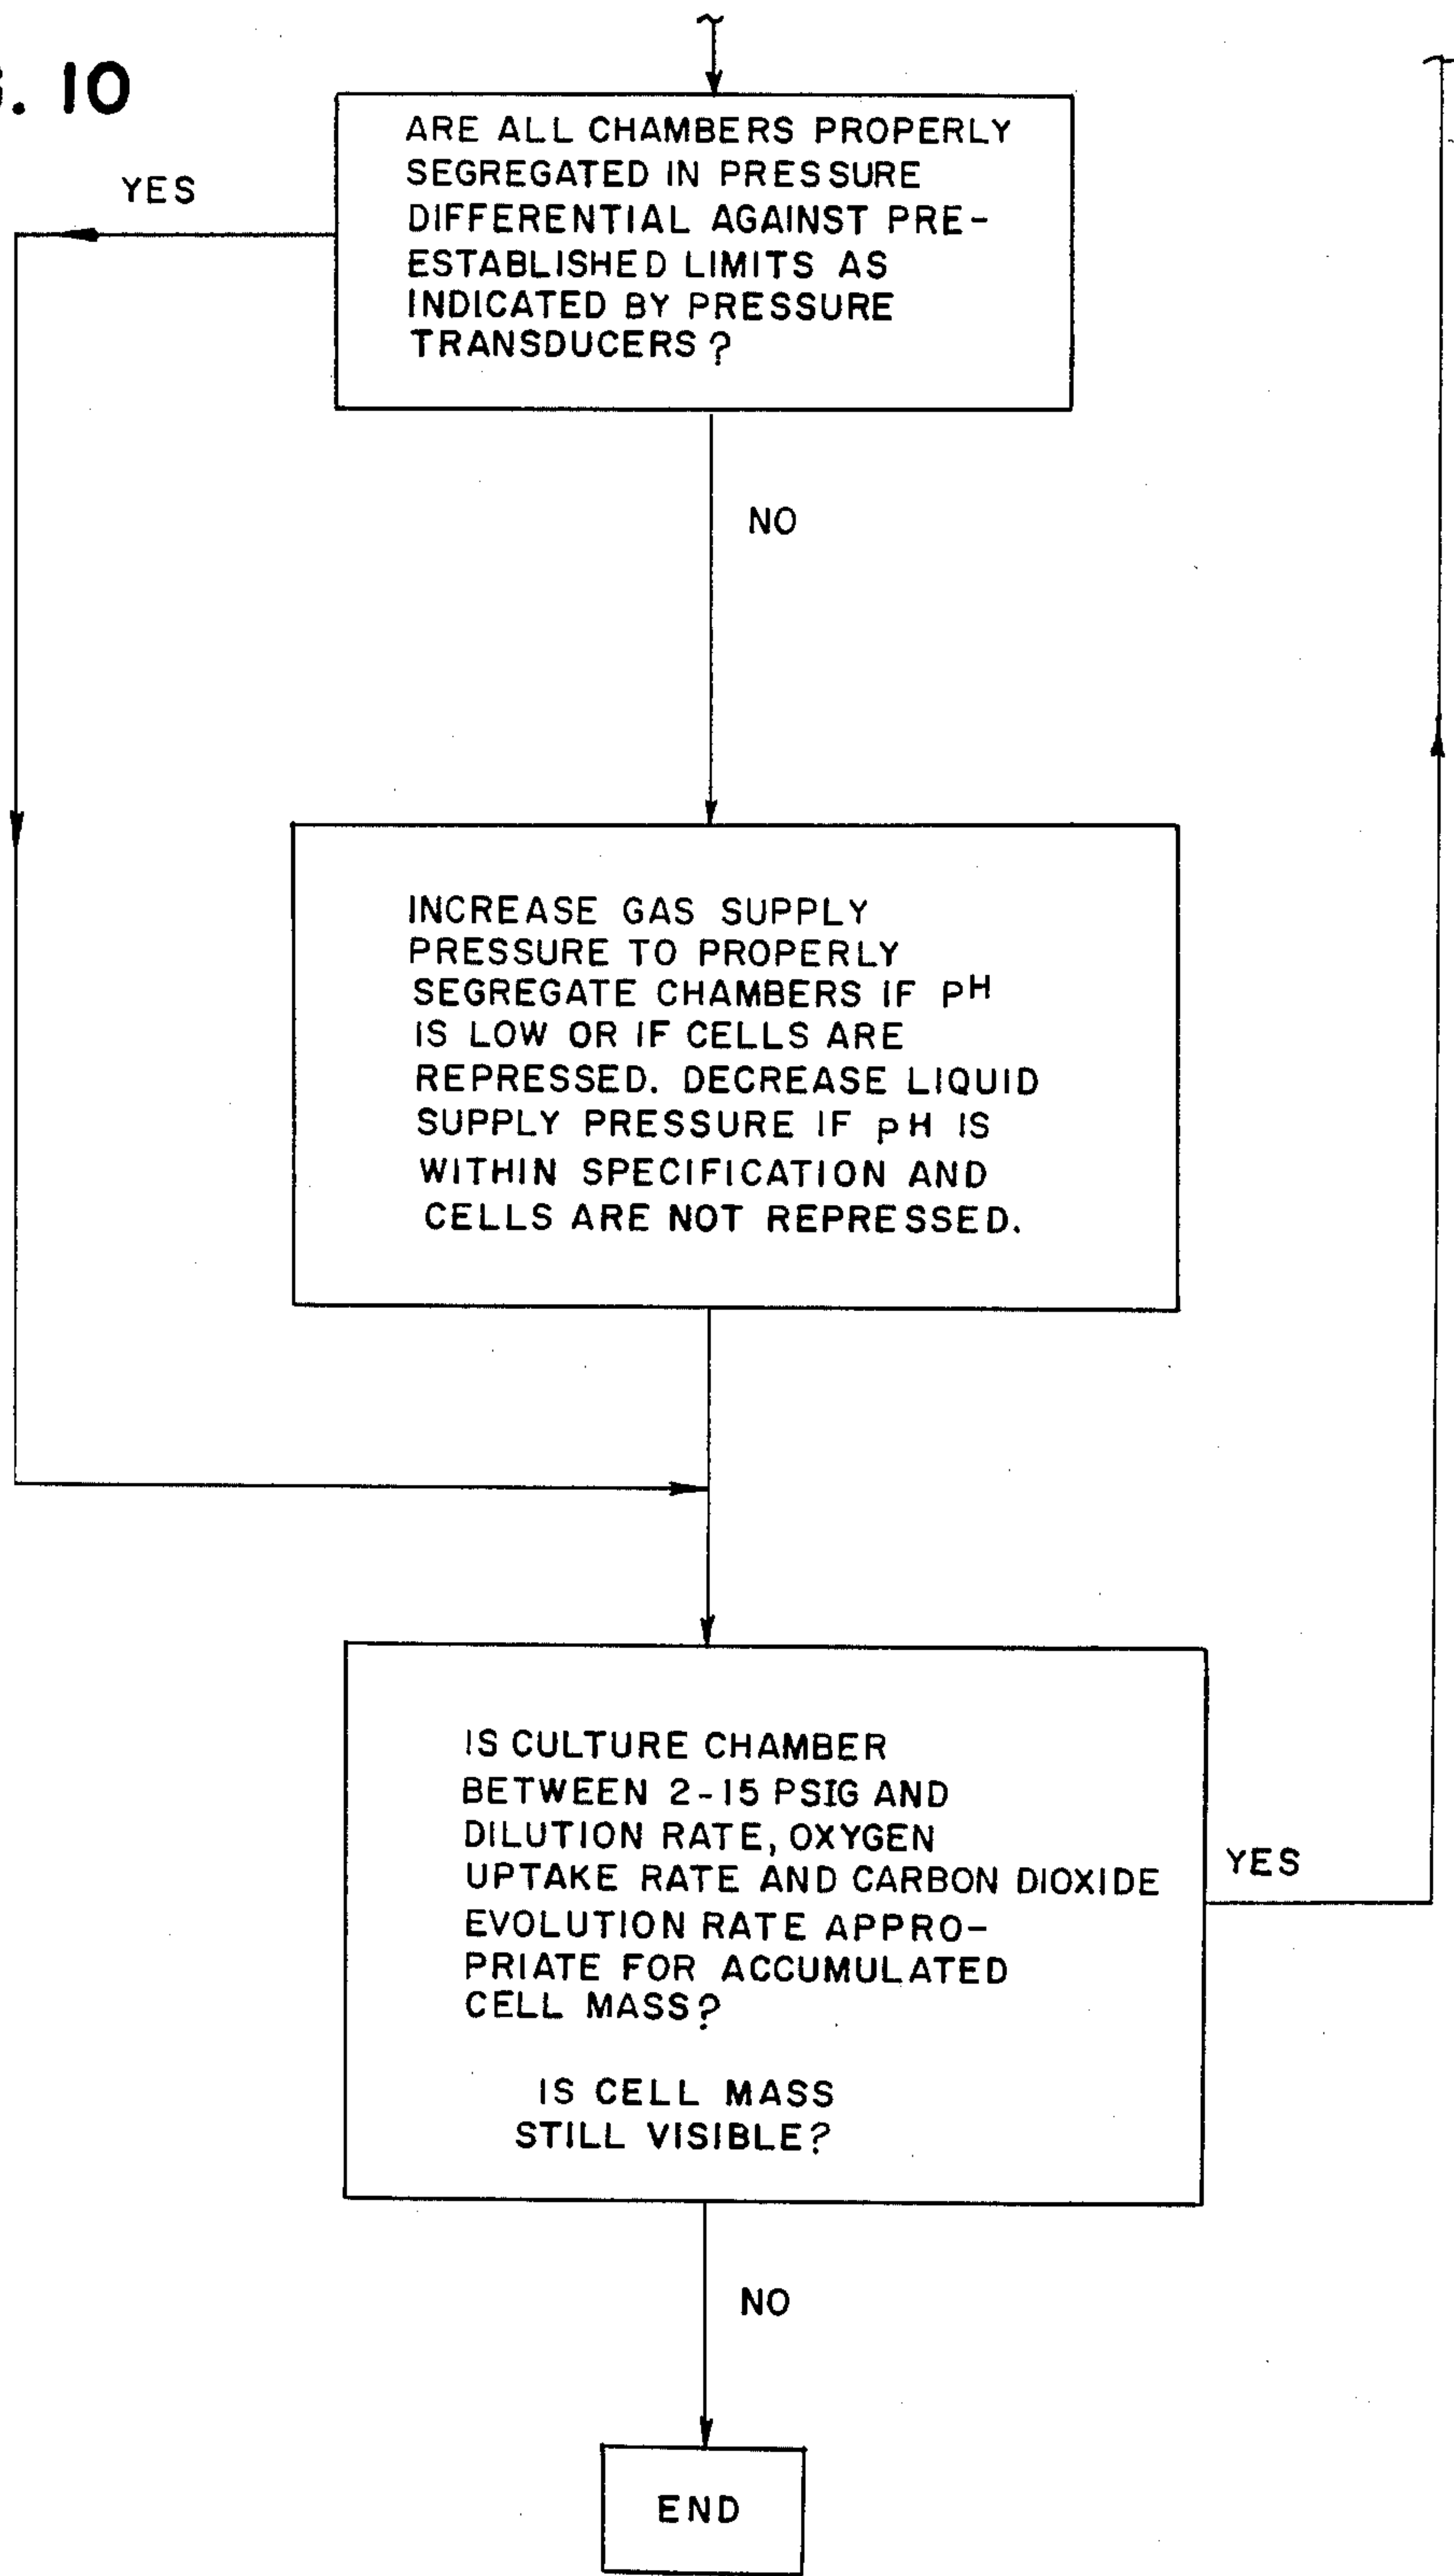 . 10
ARE ALL CHAMBERS PROPERLY
SEGREGATED IN PRESSURE
DIFFERENTIAL AGAINST PRE-
ESTABLISHED LIMITS AS
INDICATED BY PRESSURE
TRANSDUCERS?
YES
NO
INCREASE GAS SUPPLY
PRESSURE TO PROPERLY
SEGREGATE CHAMBERS IF PH
IS LOW OR IF CELLS ARE
REPRESSED. DECREASE LIQUID
SUPPLY PRESSURE IF pH IS
WITHIN SPECIFICATION AND
CELLS ARE NOT REPRESSED.
IS CULTURE CHAMBER
BETWEEN 2-15 PSIG AND
DILUTION RATE, OXYGEN
UPTAKE RATE AND CARBON DIOXIDE
EVOLUTION RATE APPRO-
PRIATE FOR ACCUMULATED
CELL MASS?
IS CELL MASS
STILL VISIBLE?
YES
NO
END